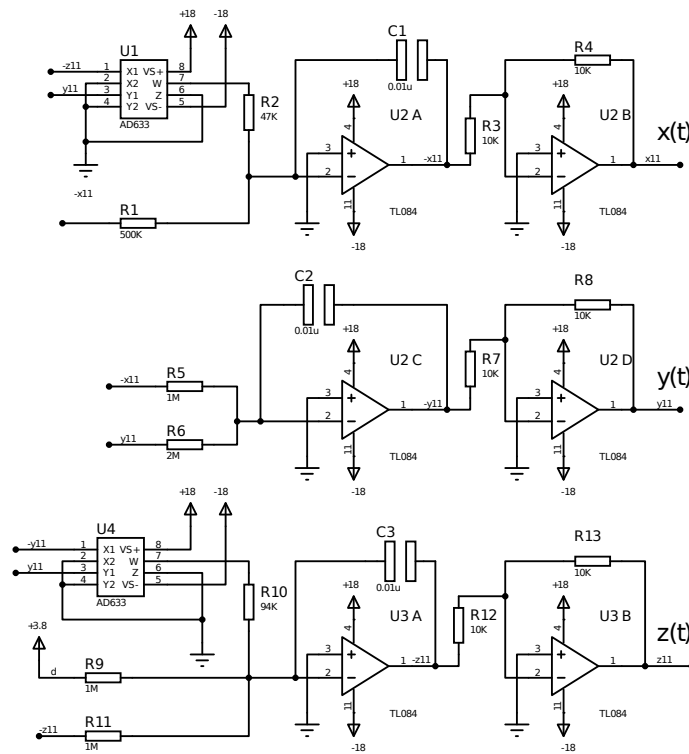 +18 -18
U1
-z11 1 X1 VS+ 8
2 X2 W 7
y11 3 Y1 Z 6
4 Y2 VS- 5
AD633
R2
47K
-x11
R1
500K
C1
0.01u
+18
U2 A
4
3
2
1 -x11
11
TL084
-18
R3
10K
R4
10K
+18
U2 B
4
3
2
1 x11
11
TL084
-18
x(t)
C2
0.01u
-x11 R5
1M
y11 R6
2M
+18
U2 C
4
3
2
1 -y11
11
TL084
-18
R7
10K
R8
10K
+18
U2 D
4
3
2
1 y11
11
TL084
-18
y(t)
+18 -18
U4
-y11 1 X1 VS+ 8
2 X2 W 7
y11 3 Y1 Z 6
4 Y2 VS- 5
AD633
R10
94K
+3.8
d
R9
1M
-z11 R11
1M
C3
0.01u
+18
U3 A
4
3
2
1 -z11
11
TL084
-18
R12
10K
R13
10K
+18
U3 B
4
3
2
1 z11
11
TL084
-18
z(t)